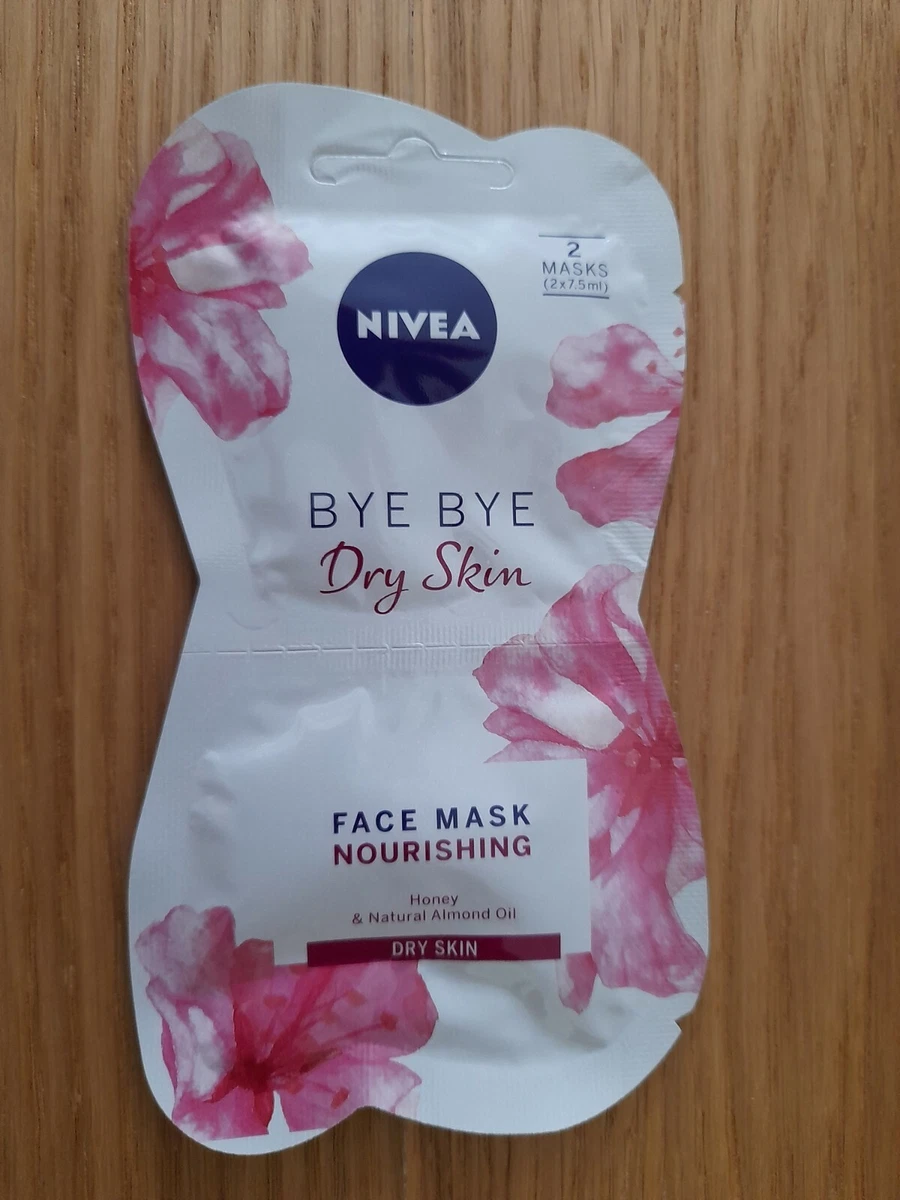 2
MASKS
(2x7.5ml)
NIVEA
BYE BYE
Dry Skin
FACE MASK
NOURISHING
Honey
& Natural Almond Oil
DRY SKIN